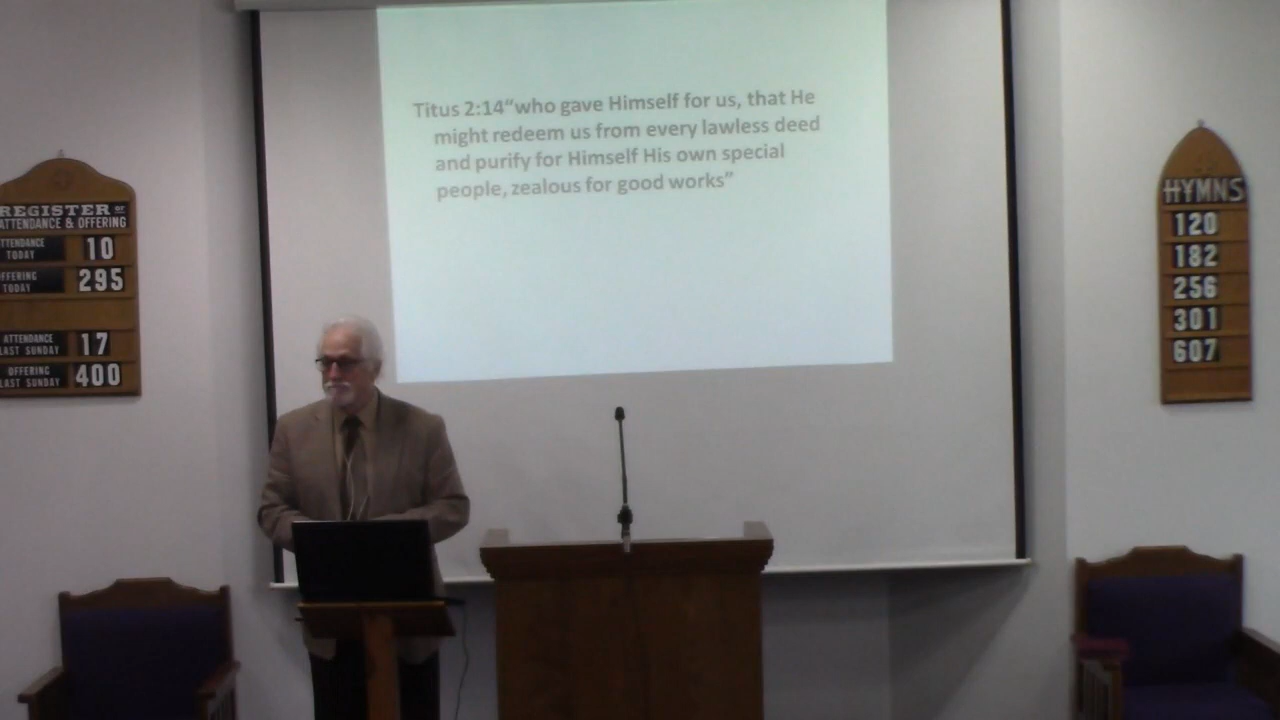 Titus 2:14“who gave Himself for us, that He
might redeem us from every lawless deed
and purify for Himself His own special
people, zealous for good works”
REGISTER OF
ATTENDANCE & OFFERING
ATTENDANCE
TODAY
10
OFFERING
TODAY
295
ATTENDANCE
LAST SUNDAY
17
OFFERING
LAST SUNDAY
400
HYMNS
120
182
256
301
607